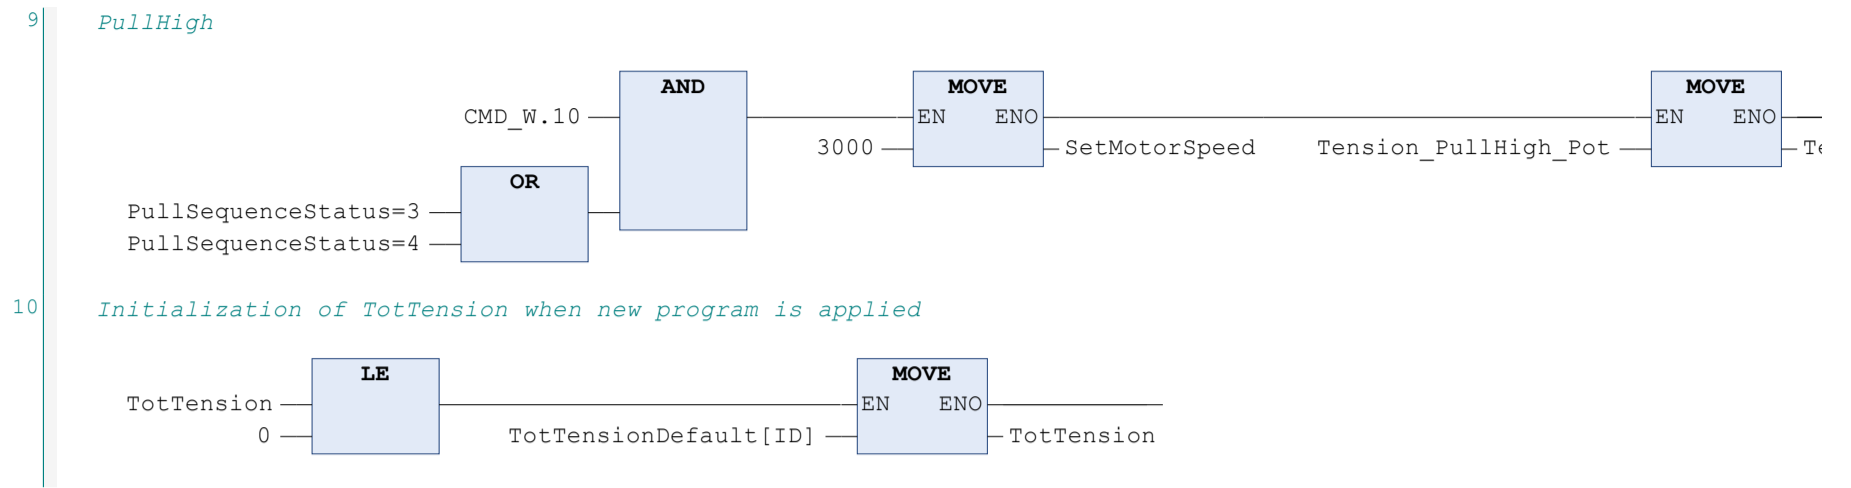 9 PullHigh
AND MOVE MOVE
CMD_W.10 EN ENO EN ENO
3000 SetMotorSpeed Tension_PullHigh_Pot
OR
PullSequenceStatus=3
PullSequenceStatus=4
10 Initialization of TotTension when new program is applied
LE MOVE
TotTension EN ENO
0 TotTensionDefault[ID] TotTension